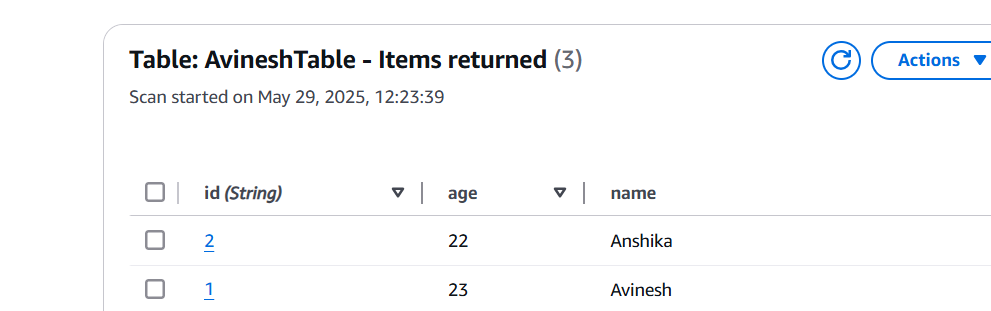 Table: AvineshTable - Items returned (3)
Actions
Scan started on May 29, 2025, 12:23:39
id (String) age name
2 22 Anshika
1 23 Avinesh